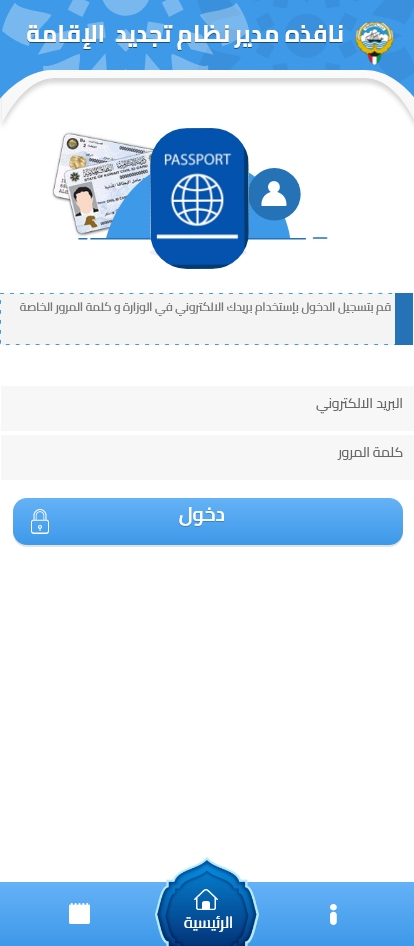 نافذه مدير نظام تجديد الإقامة
PASSPORT
قم بتسجيل الدخول بإستخدام بريدك الالكتروني في الوزارة و كلمة المرور الخاصة
البريد الالكتروني
كلمة المرور
دخول
الرئيسية